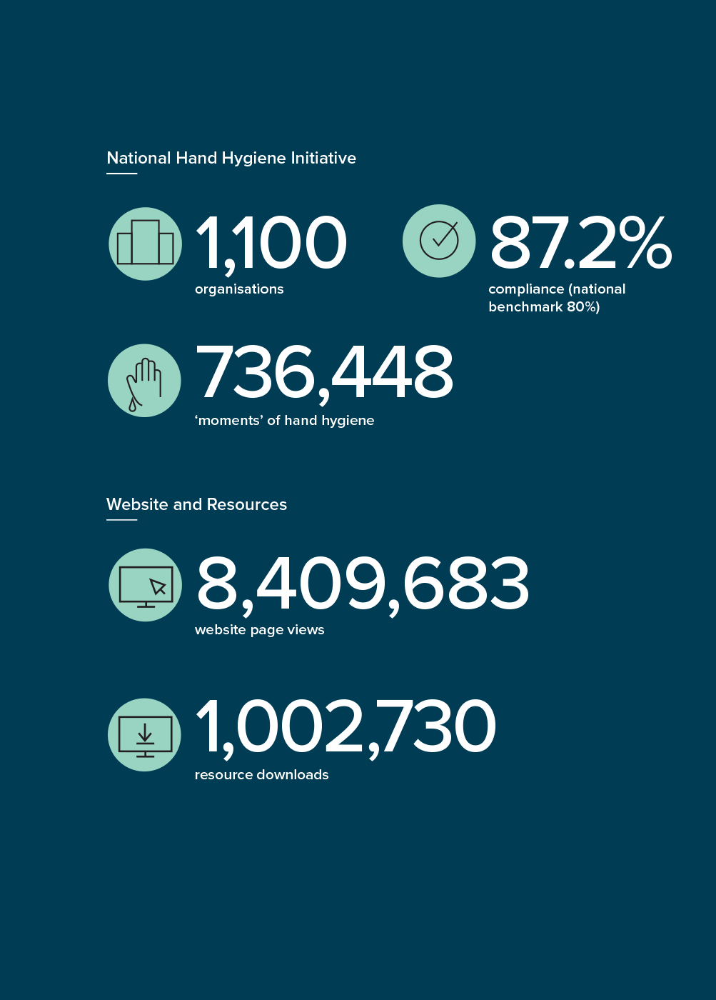 National Hand Hygiene Initiative
1,100
organisations
87.2%
compliance (national
benchmark 80%)
736,448
‘moments’ of hand hygiene
Website and Resources
8,409,683
website page views
1,002,730
resource downloads